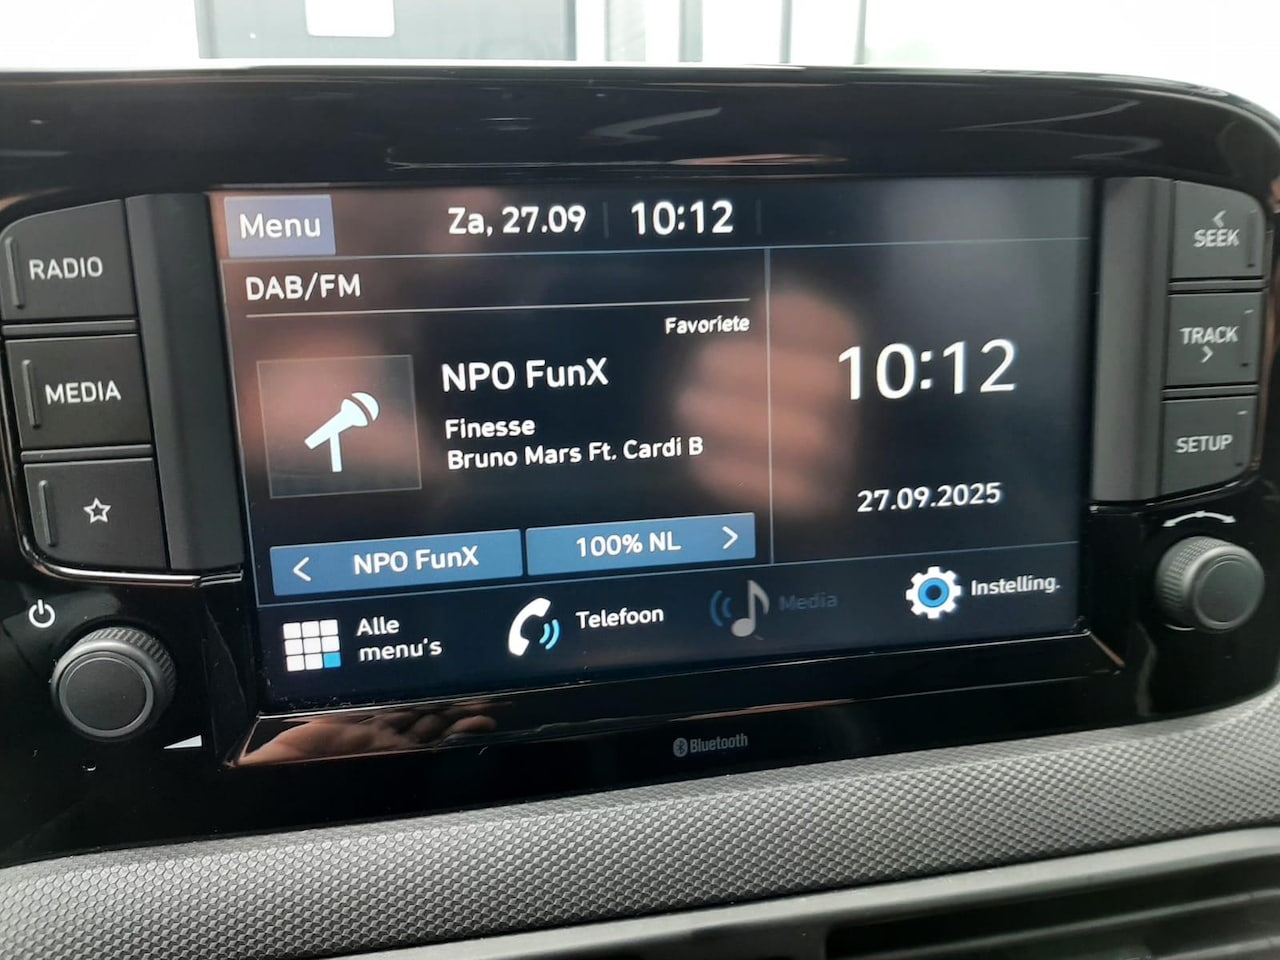 RADIO
MEDIA
Menu
Za, 27.09
10:12
DAB/FM
Favoriete
NPO FunX
Finesse
Bruno Mars Ft. Cardi B
< NPO FunX
100% NL >
10:12
27.09.2025
Alle
menu's
Telefoon
Media
Instelling.
<
SEEK
TRACK
>
SETUP
Bluetooth